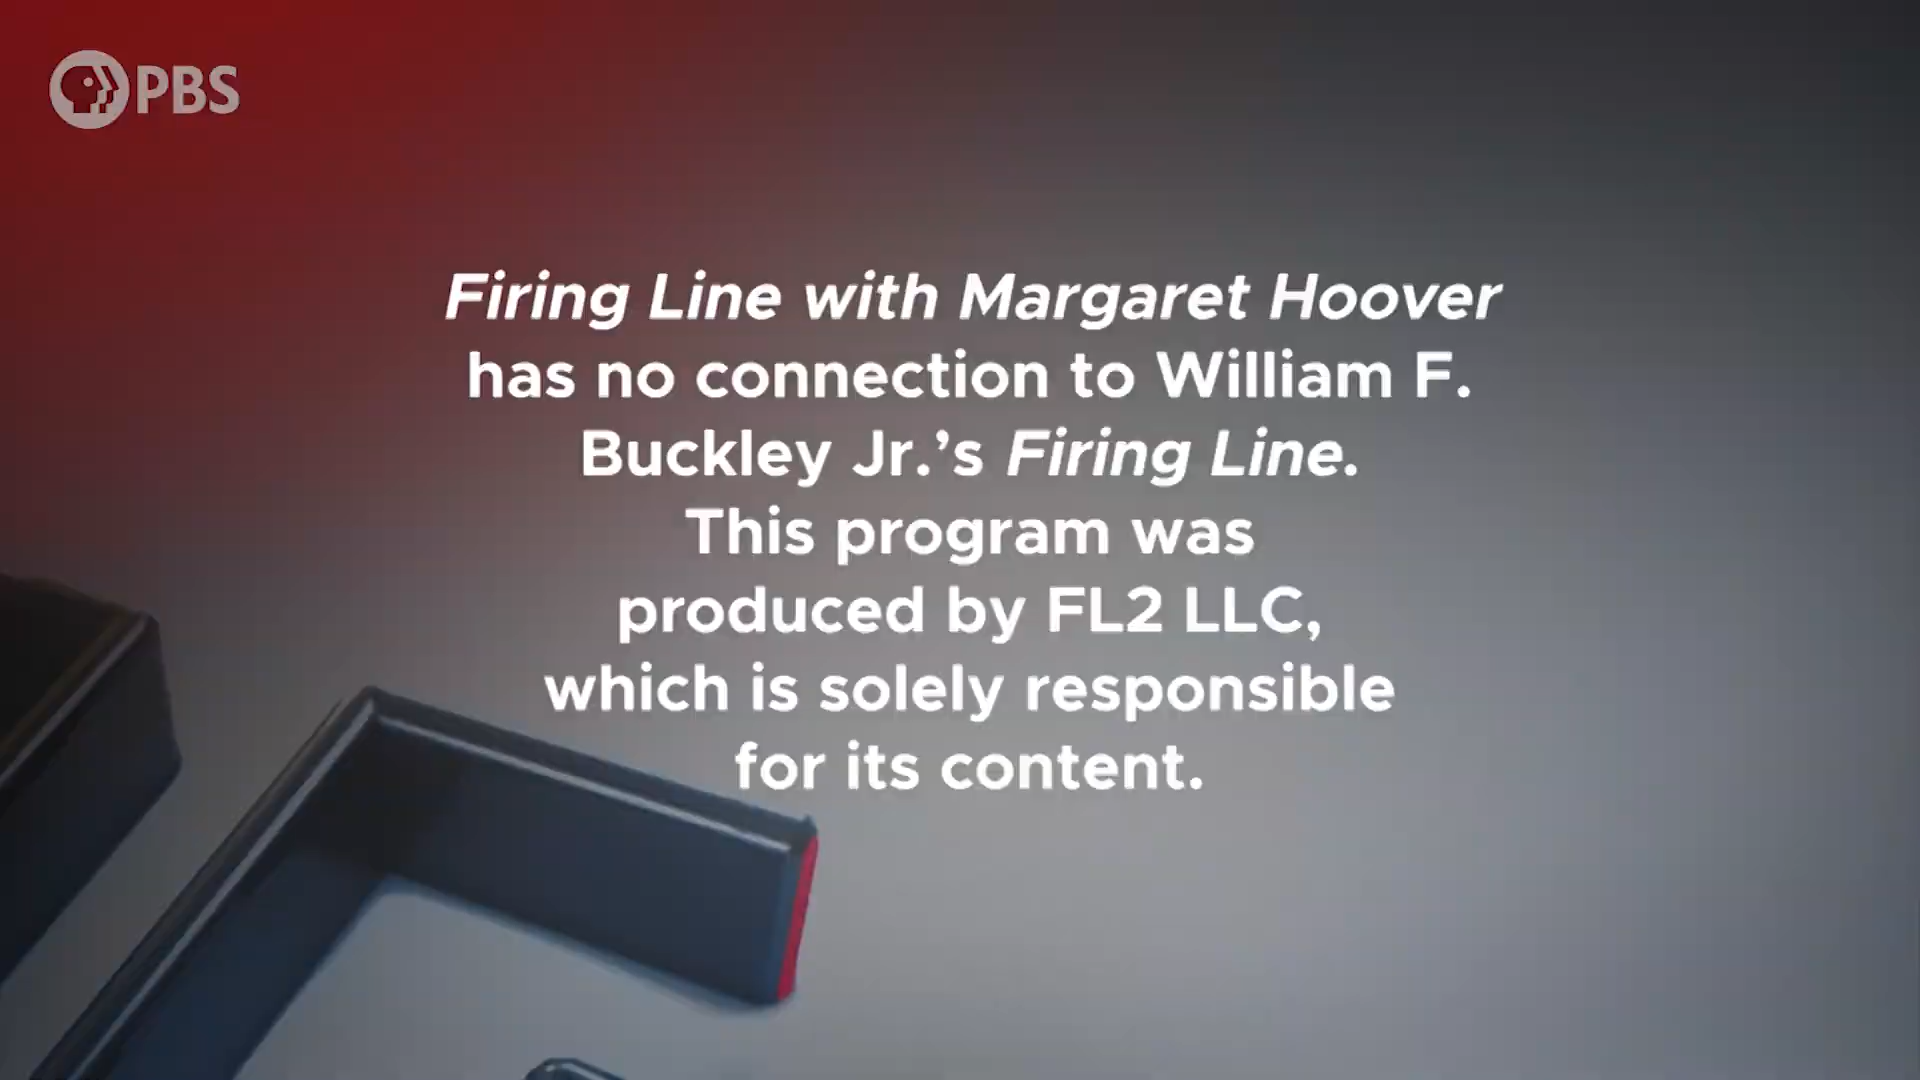 PBS
Firing Line with Margaret Hoover
has no connection to William F.
Buckley Jr.’s Firing Line.
This program was
produced by FL2 LLC,
which is solely responsible
for its content.